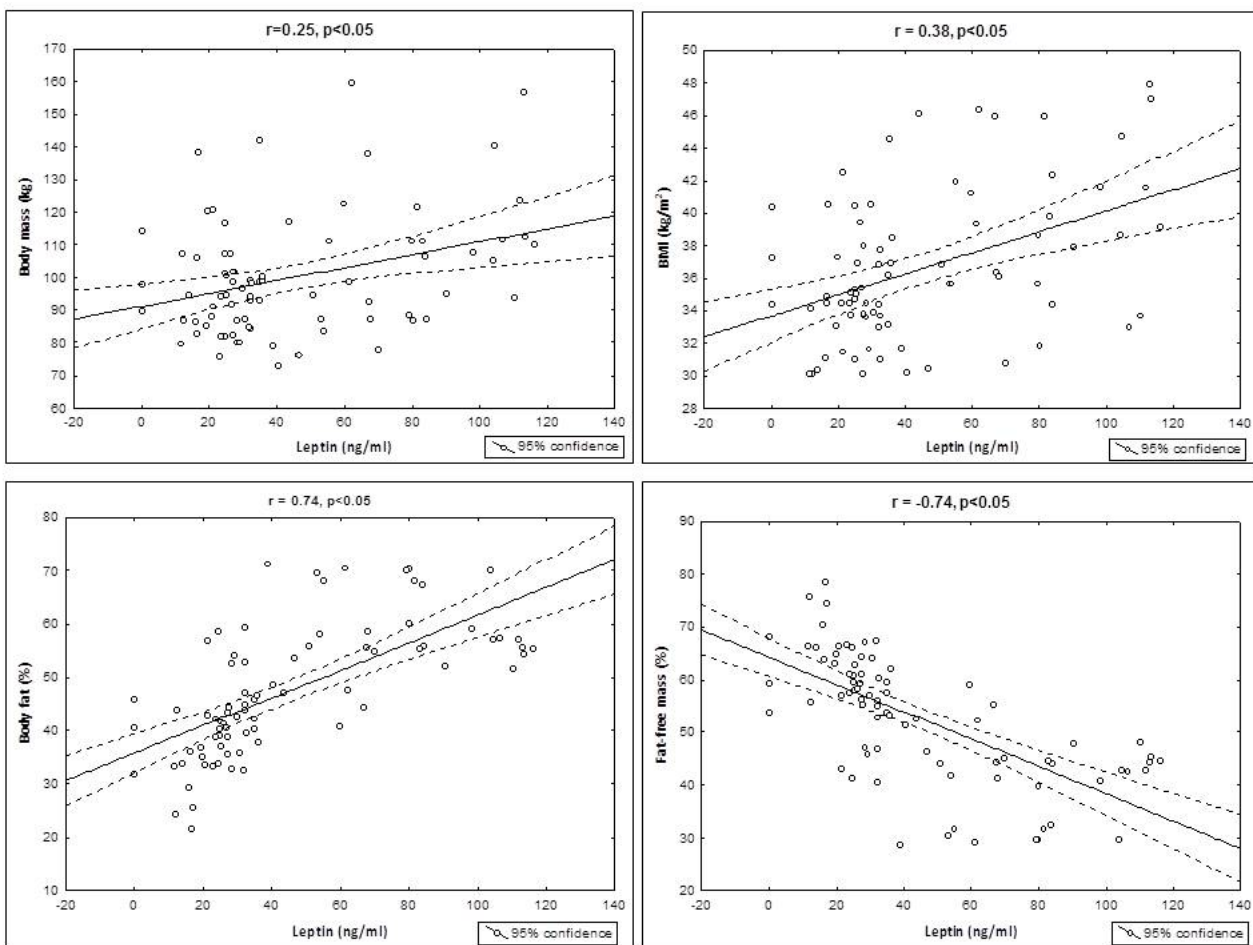 r=0.25, p<0.05
160
150
140
130
120
110
100
90
80
70
60
Body mass (kg)
-20 0 20 40 60 80 100 120 140
Leptin (ng/ml)
95% confidence
r = 0.38, p<0.05
50
48
46
44
42
40
38
36
34
32
30
28
BMI (kg/m²)
-20 0 20 40 60 80 100 120 140
Leptin (ng/ml)
95% confidence
r = 0.74, p<0.05
80
70
60
50
40
30
20
10
Body fat (%)
-20 0 20 40 60 80 100 120 140
Leptin (ng/ml)
95% confidence
r = -0.74, p<0.05
90
80
70
60
50
40
30
20
Fat-free mass (%)
-20 0 20 40 60 80 100 120 140
Leptin (ng/ml)
95% confidence